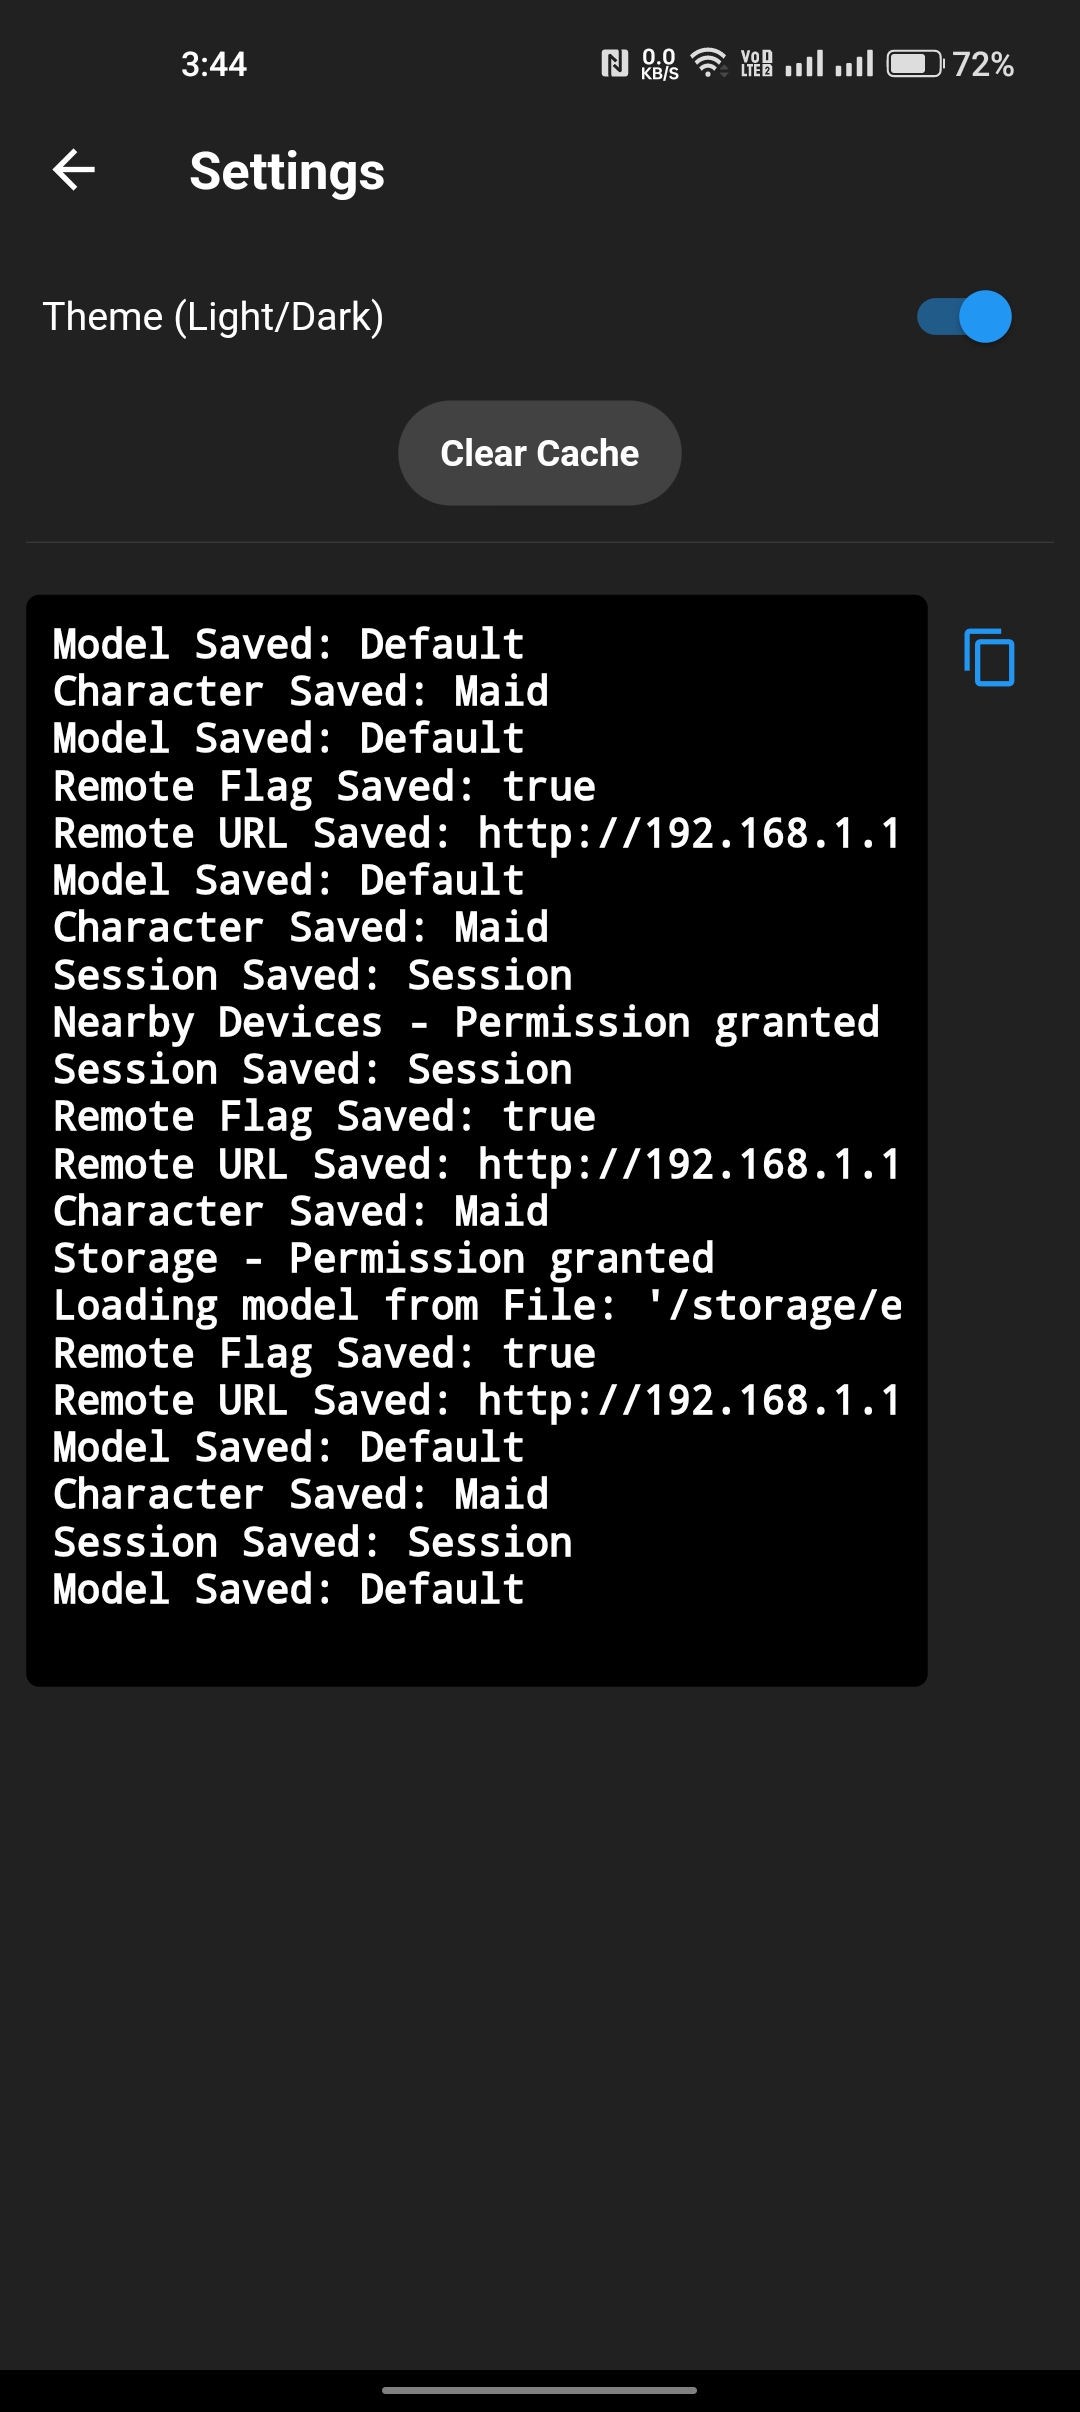 3:44
0.0
KB/S
Vo 1
LTE 2
72%
Settings
Theme (Light/Dark)
Clear Cache
Model Saved: Default
Character Saved: Maid
Model Saved: Default
Remote Flag Saved: true
Remote URL Saved: http://192.168.1.1
Model Saved: Default
Character Saved: Maid
Session Saved: Session
Nearby Devices - Permission granted
Session Saved: Session
Remote Flag Saved: true
Remote URL Saved: http://192.168.1.1
Character Saved: Maid
Storage - Permission granted
Loading model from File: '/storage/e
Remote Flag Saved: true
Remote URL Saved: http://192.168.1.1
Model Saved: Default
Character Saved: Maid
Session Saved: Session
Model Saved: Default